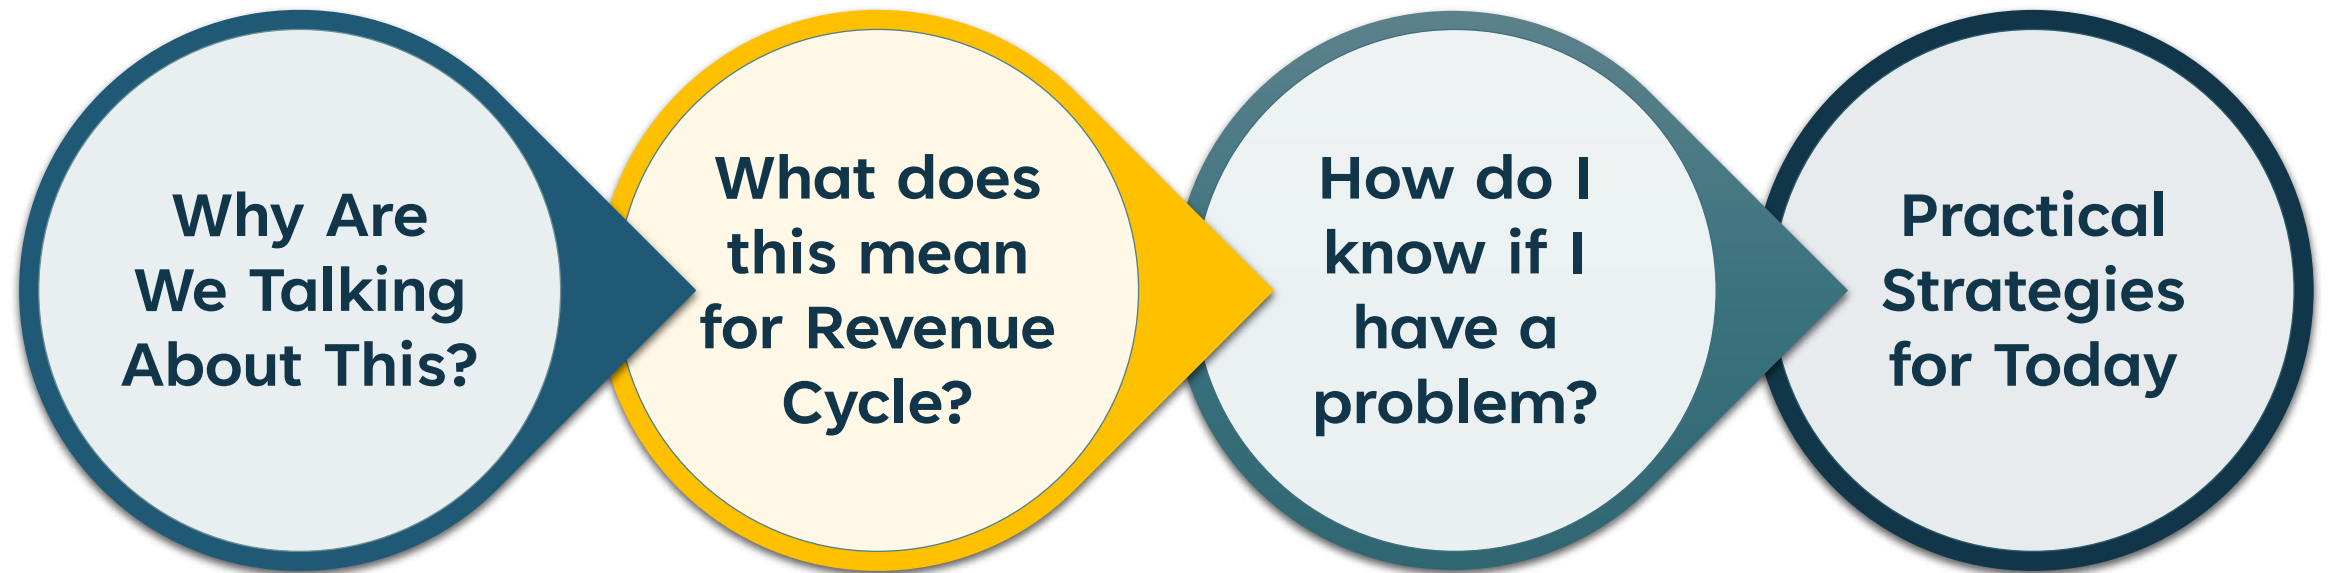 Why Are
We Talking
About This?
What does
this mean
for Revenue
Cycle?
How do I
know if I
have a
problem?
Practical
Strategies
for Today